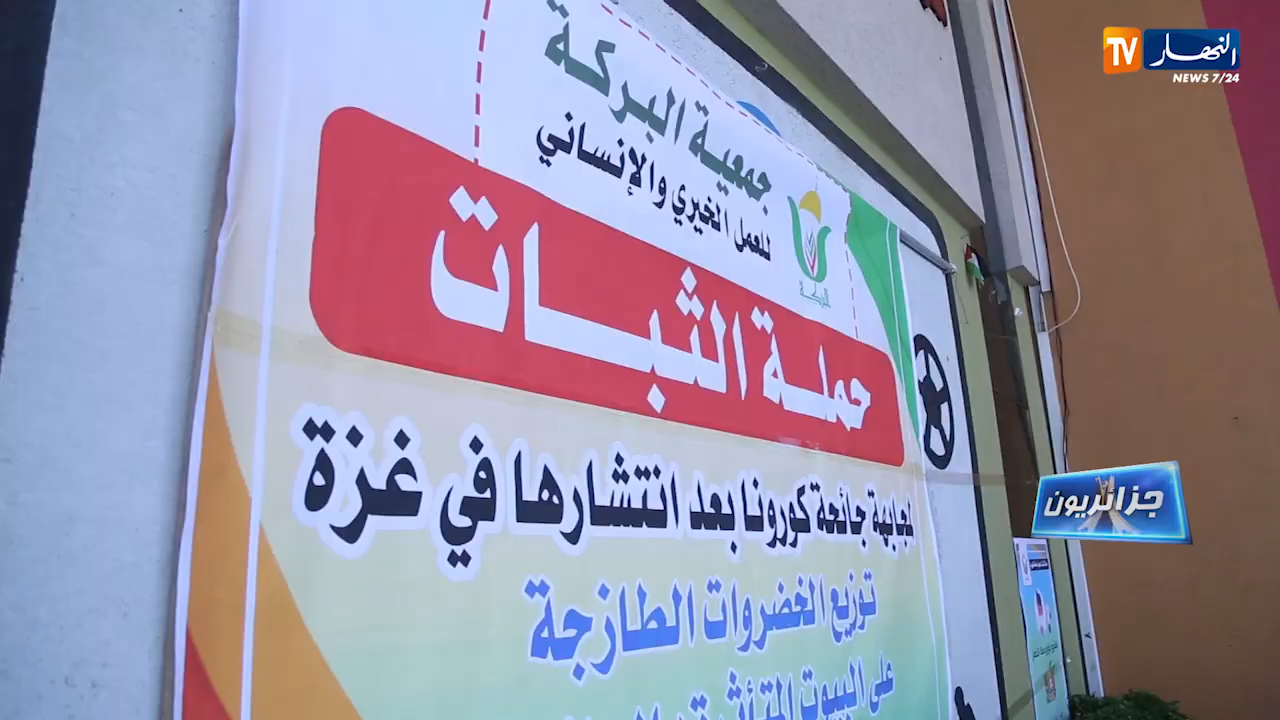 TV النهار
NEWS 7/24
جمعية البركة
للعمل الخيري والإنساني
البركة
حملة الثبات
لمجابهة جائحة كورونا بعد انتشارها في غزة
توزيع الخضروات الطازجة
على البيوت
جزائريون